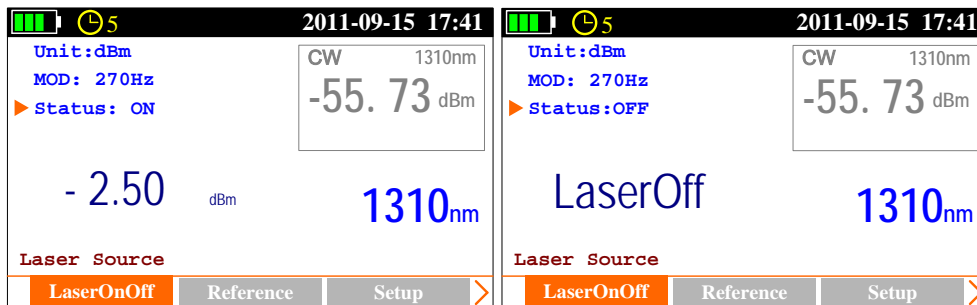 5 2011-09-15 17:41
Unit:dBm
MOD: 270Hz
Status: ON
CW 1310nm
-55. 73 dBm
- 2.50 dBm
1310nm
Laser Source
LaserOnOff Reference Setup
5 2011-09-15 17:41
Unit:dBm
MOD: 270Hz
Status:OFF
CW 1310nm
-55. 73 dBm
LaserOff
1310nm
Laser Source
LaserOnOff Reference Setup